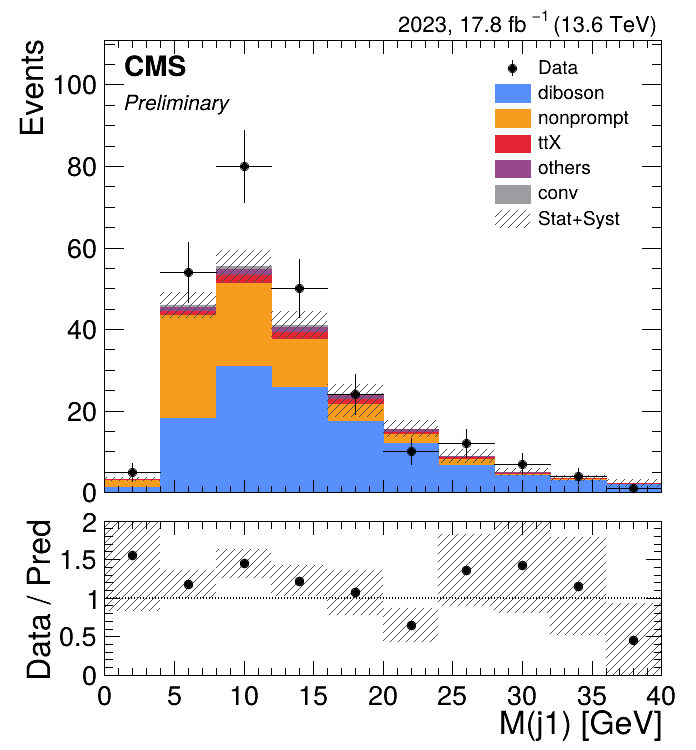 2023, 17.8 fb⁻¹ (13.6 TeV)
CMS
Preliminary
Events
Data
diboson
nonprompt
ttX
others
conv
Stat+Syst
100
80
60
40
20
0
Data / Pred
2
1.5
1
0.5
0
0 5 10 15 20 25 30 35 40
M(j1) [GeV]